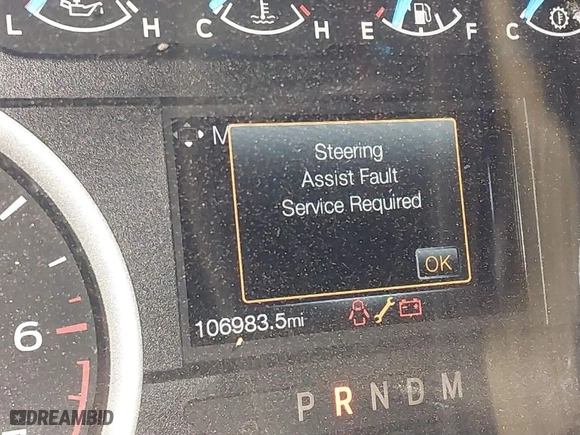 L H C H E F C
M
Steering
Assist Fault
Service Required
OK
106983.5mi
6
P R N D M
DREAMBID